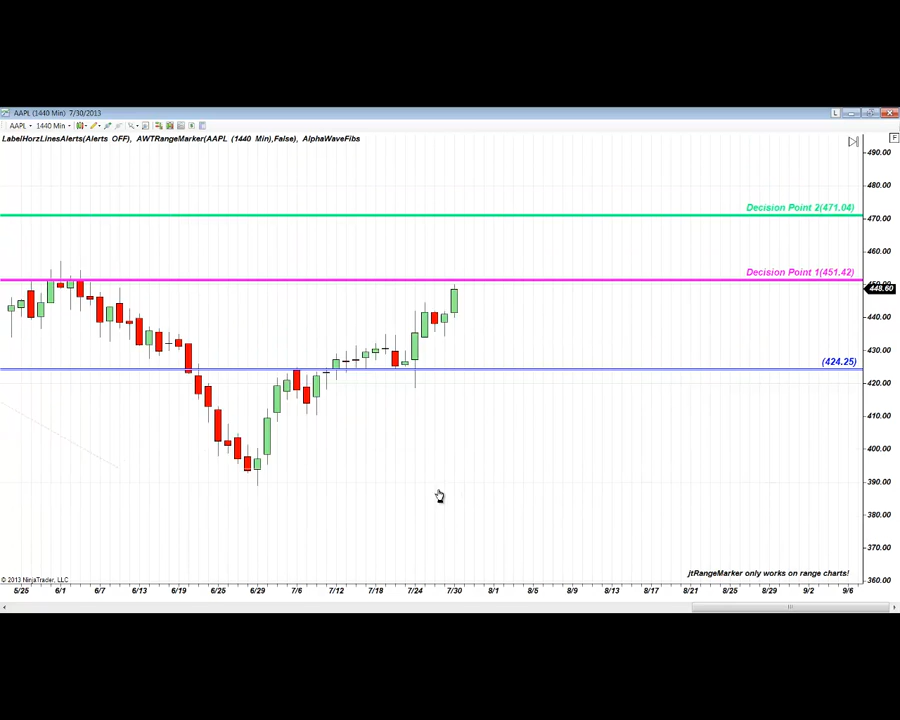 AAPL (1440 Min)  7/30/2013
L
AAPL 1440 Min
LabelHorzLinesAlerts(Alerts OFF), AWTRangeMarker(AAPL (1440 Min),False), AlphaWaveFibs
F
490.00
480.00
Decision Point 2(471.04)
470.00
460.00
Decision Point 1(451.42)
450.00
448.60
440.00
430.00
(424.25)
420.00
410.00
400.00
390.00
380.00
370.00
jtRangeMarker only works on range charts!
© 2013 NinjaTrader, LLC
360.00
5/25 6/1 6/7 6/13 6/19 6/25 6/29 7/6 7/12 7/18 7/24 7/30 8/1 8/5 8/9 8/13 8/17 8/21 8/25 8/29 9/2 9/6